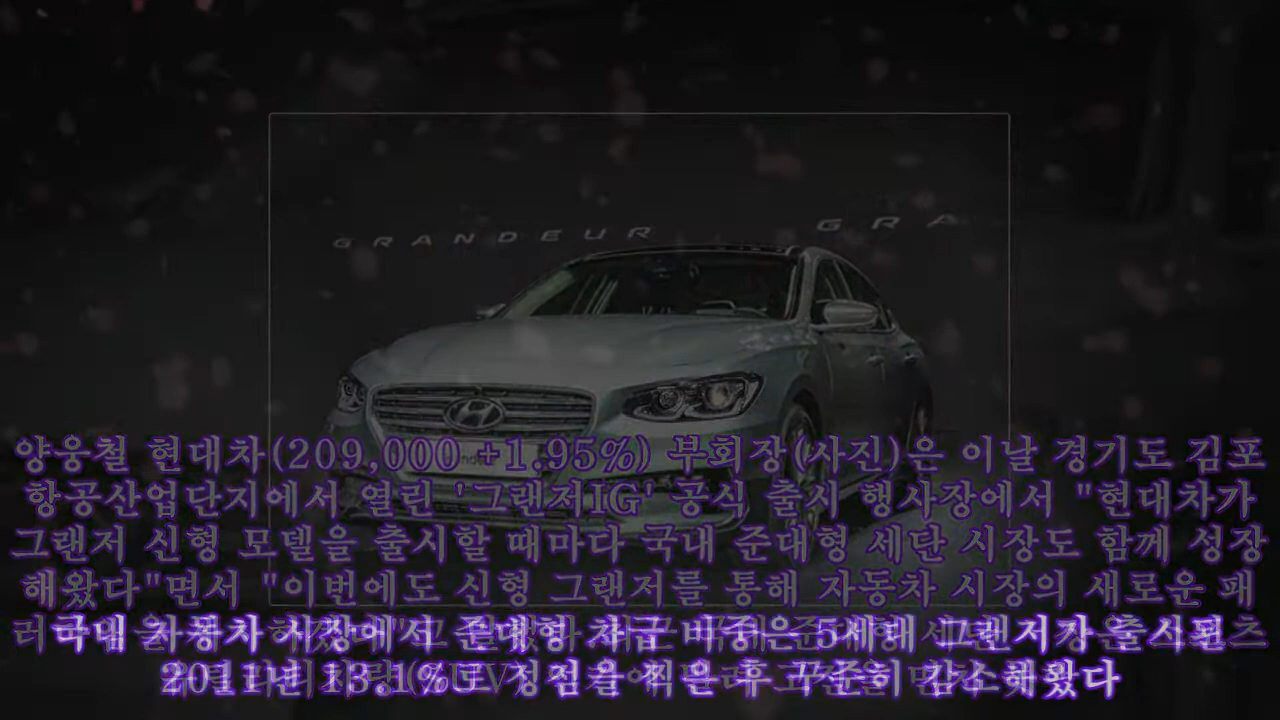 GRANDEUR GRA
양웅철 현대차(209,000 +1.95%) 부회장(사진)은 이날 경기도 김포
항공산업단지에서 열린 '그랜저IG' 공식 출시 행사장에서 "현대차가
그랜저 신형 모델을 출시할 때마다 국내 준대형 세단 시장도 함께 성장
해왔다"면서 "이번에도 신형 그랜저를 통해 자동차 시장의 새로운 패
국내 자동차 시장에서 준대형 차급 비중은 5세대 그랜저가 출시된
2011년 13.1%로 정점을 찍은 후 꾸준히 감소해왔다